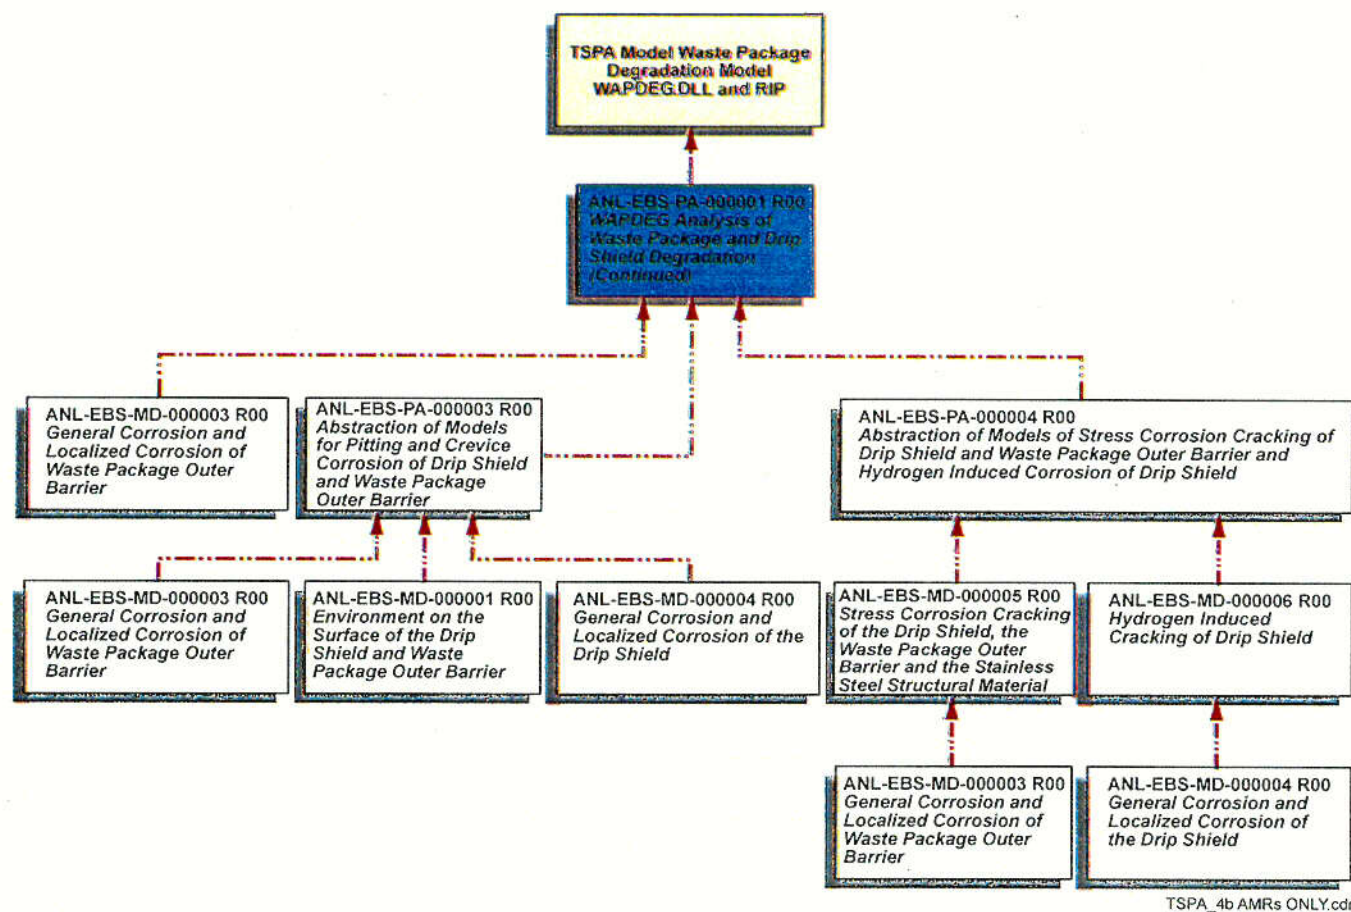 TSPA Model Waste Package
Degradation Model
WAPDEG.DLL and RIP
ANL-EBS-PA-000001 R00
WAPDEG Analysis of
Waste Package and Drip
Shield Degradation
(Continued)
ANL-EBS-MD-000003 R00
General Corrosion and
Localized Corrosion of
Waste Package Outer
Barrier
ANL-EBS-PA-000003 R00
Abstraction of Models
for Pitting and Crevice
Corrosion of Drip Shield
and Waste Package
Outer Barrier
ANL-EBS-PA-000004 R00
Abstraction of Models of Stress Corrosion Cracking of
Drip Shield and Waste Package Outer Barrier and
Hydrogen Induced Corrosion of Drip Shield
ANL-EBS-MD-000003 R00
General Corrosion and
Localized Corrosion of
Waste Package Outer
Barrier
ANL-EBS-MD-000001 R00
Environment on the
Surface of the Drip
Shield and Waste
Package Outer Barrier
ANL-EBS-MD-000004 R00
General Corrosion and
Localized Corrosion of the
Drip Shield
ANL-EBS-MD-000005 R00
Stress Corrosion Cracking
of the Drip Shield, the
Waste Package Outer
Barrier and the Stainless
Steel Structural Material
ANL-EBS-MD-000006 R00
Hydrogen Induced
Cracking of Drip Shield
ANL-EBS-MD-000003 R00
General Corrosion and
Localized Corrosion of
Waste Package Outer
Barrier
ANL-EBS-MD-000004 R00
General Corrosion and
Localized Corrosion of
the Drip Shield
TSPA_4b AMRs ONLY.cdr